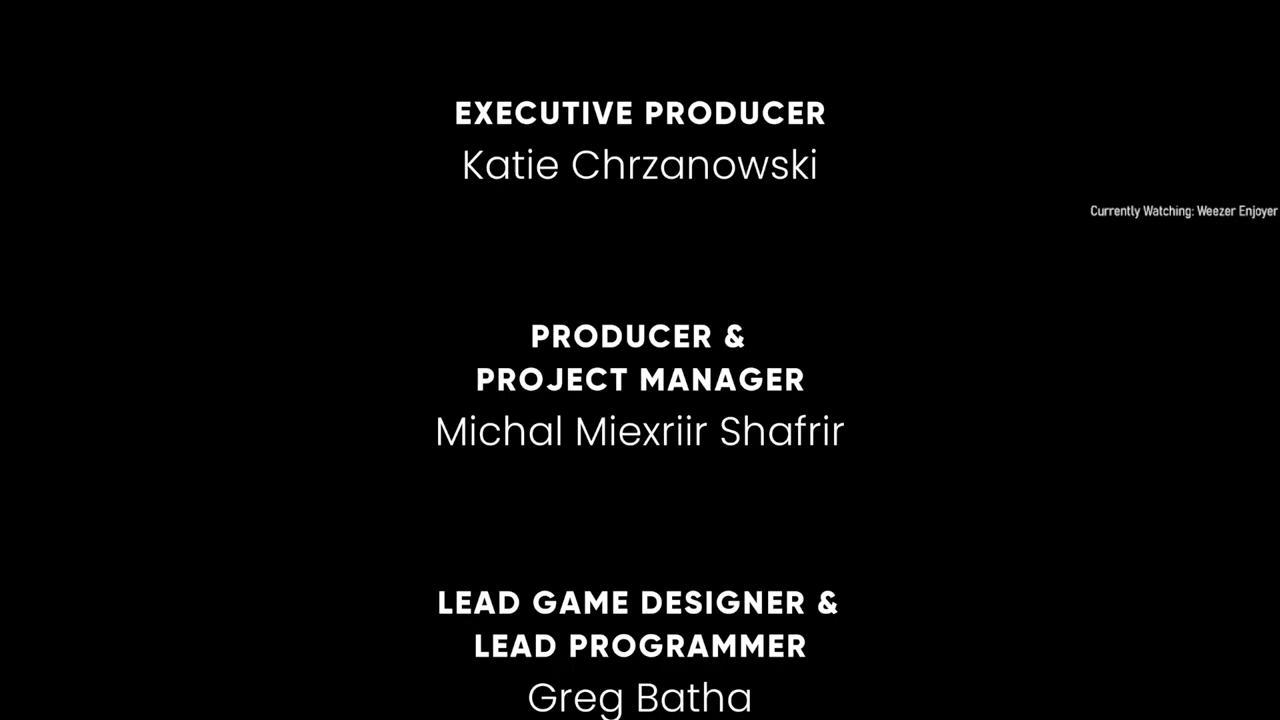 EXECUTIVE PRODUCER
Katie Chrzanowski
Currently Watching: Weezer Enjoyer
PRODUCER &
PROJECT MANAGER
Michal Miexriir Shafrir
LEAD GAME DESIGNER &
LEAD PROGRAMMER
Greg Batha